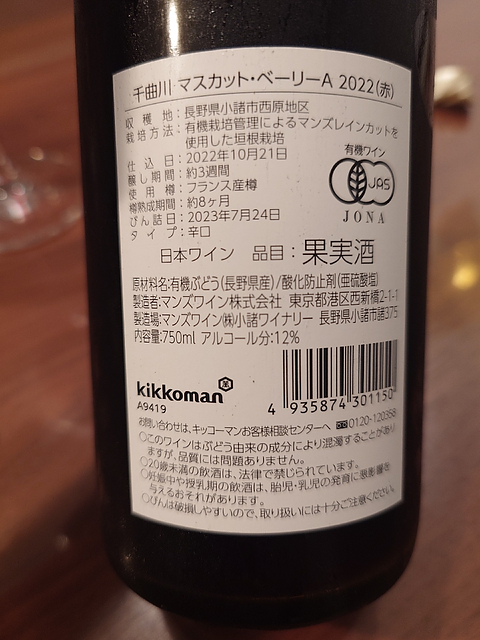 千曲川 マスカット・ベーリーA 2022(赤)
収穫地:長野県小諸市西原地区
栽培方法:有機栽培管理によるマンズレインカットを
使用した垣根栽培
仕込日:2022年10月21日
醸し期間:約3週間
使用樽:フランス産樽
樽熟成期間:約8ヶ月
びん詰日:2023年7月24日
タイプ:辛口
有機ワイン
JAS
JONA
日本ワイン 品目:果実酒
原材料名:有機ぶどう(長野県産)/酸化防止剤(亜硫酸塩)
製造者:マンズワイン株式会社 東京都港区西新橋2-1-1
製造場:マンズワイン㈱小諸ワイナリー 長野県小諸市諸375
内容量:750ml アルコール分:12%
kikkoman
A9419
4 935874 301150
お問い合わせは、キッコーマンお客様相談センターへ 0120-120358
○このワインはぶどう由来の成分により混濁することがあり
ますが、品質には問題ありません。
○20歳未満の飲酒は、法律で禁じられています。
○妊娠中や授乳期の飲酒は、胎児・乳児の発育に悪影響を
与えるおそれがあります。
○びんは破損しやすいので、取り扱いには十分ご注意ください。